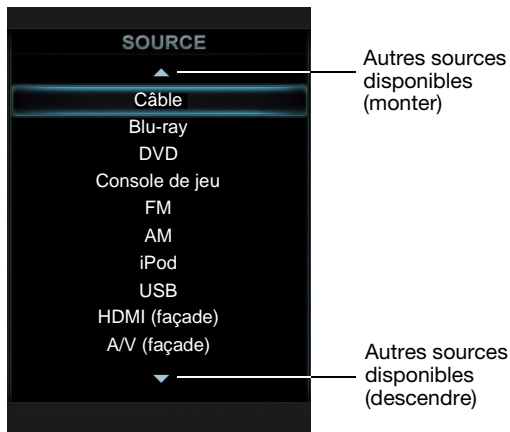 SOURCE
Câble
Blu-ray
DVD
Console de jeu
FM
AM
iPod
USB
HDMI (façade)
A/V (façade)
Autres sources
disponibles
(monter)
Autres sources
disponibles
(descendre)